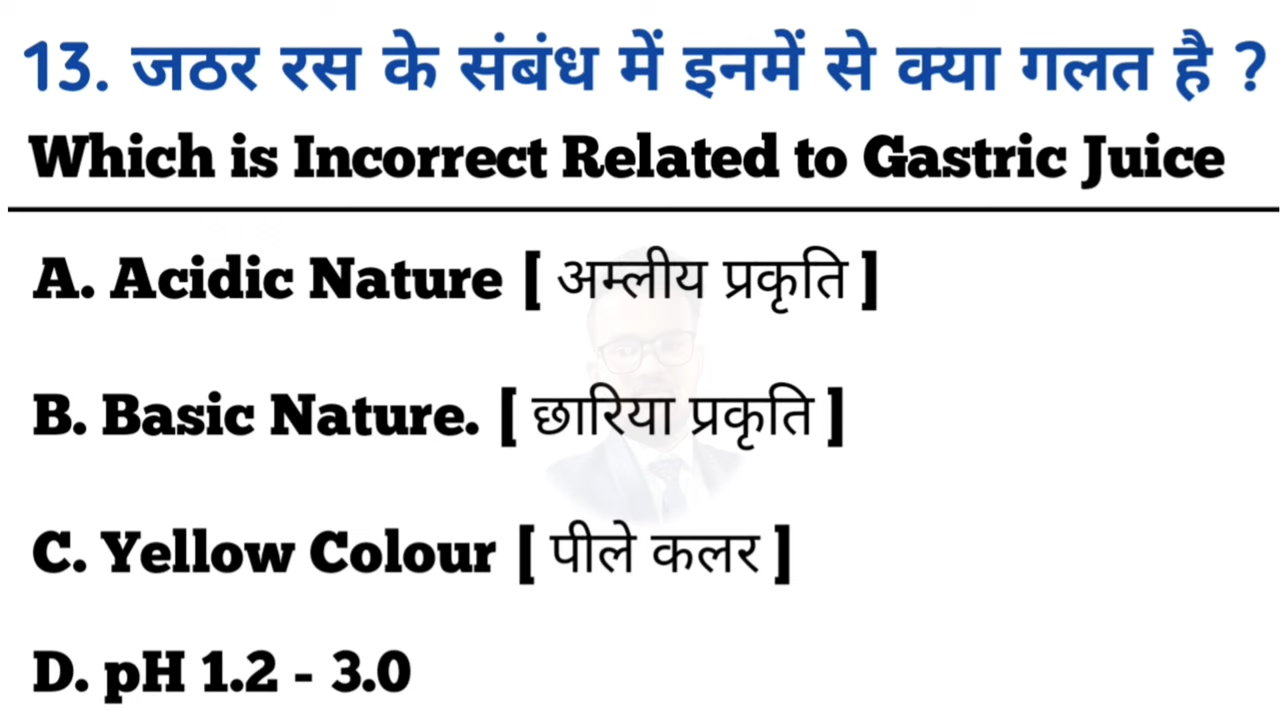 13. जठर रस के संबंध में इनमें से क्या गलत है ?
Which is Incorrect Related to Gastric Juice
A. Acidic Nature [ अम्लीय प्रकृति ]
B. Basic Nature. [ छारिया प्रकृति ]
C. Yellow Colour [ पीले कलर ]
D. pH 1.2 - 3.0